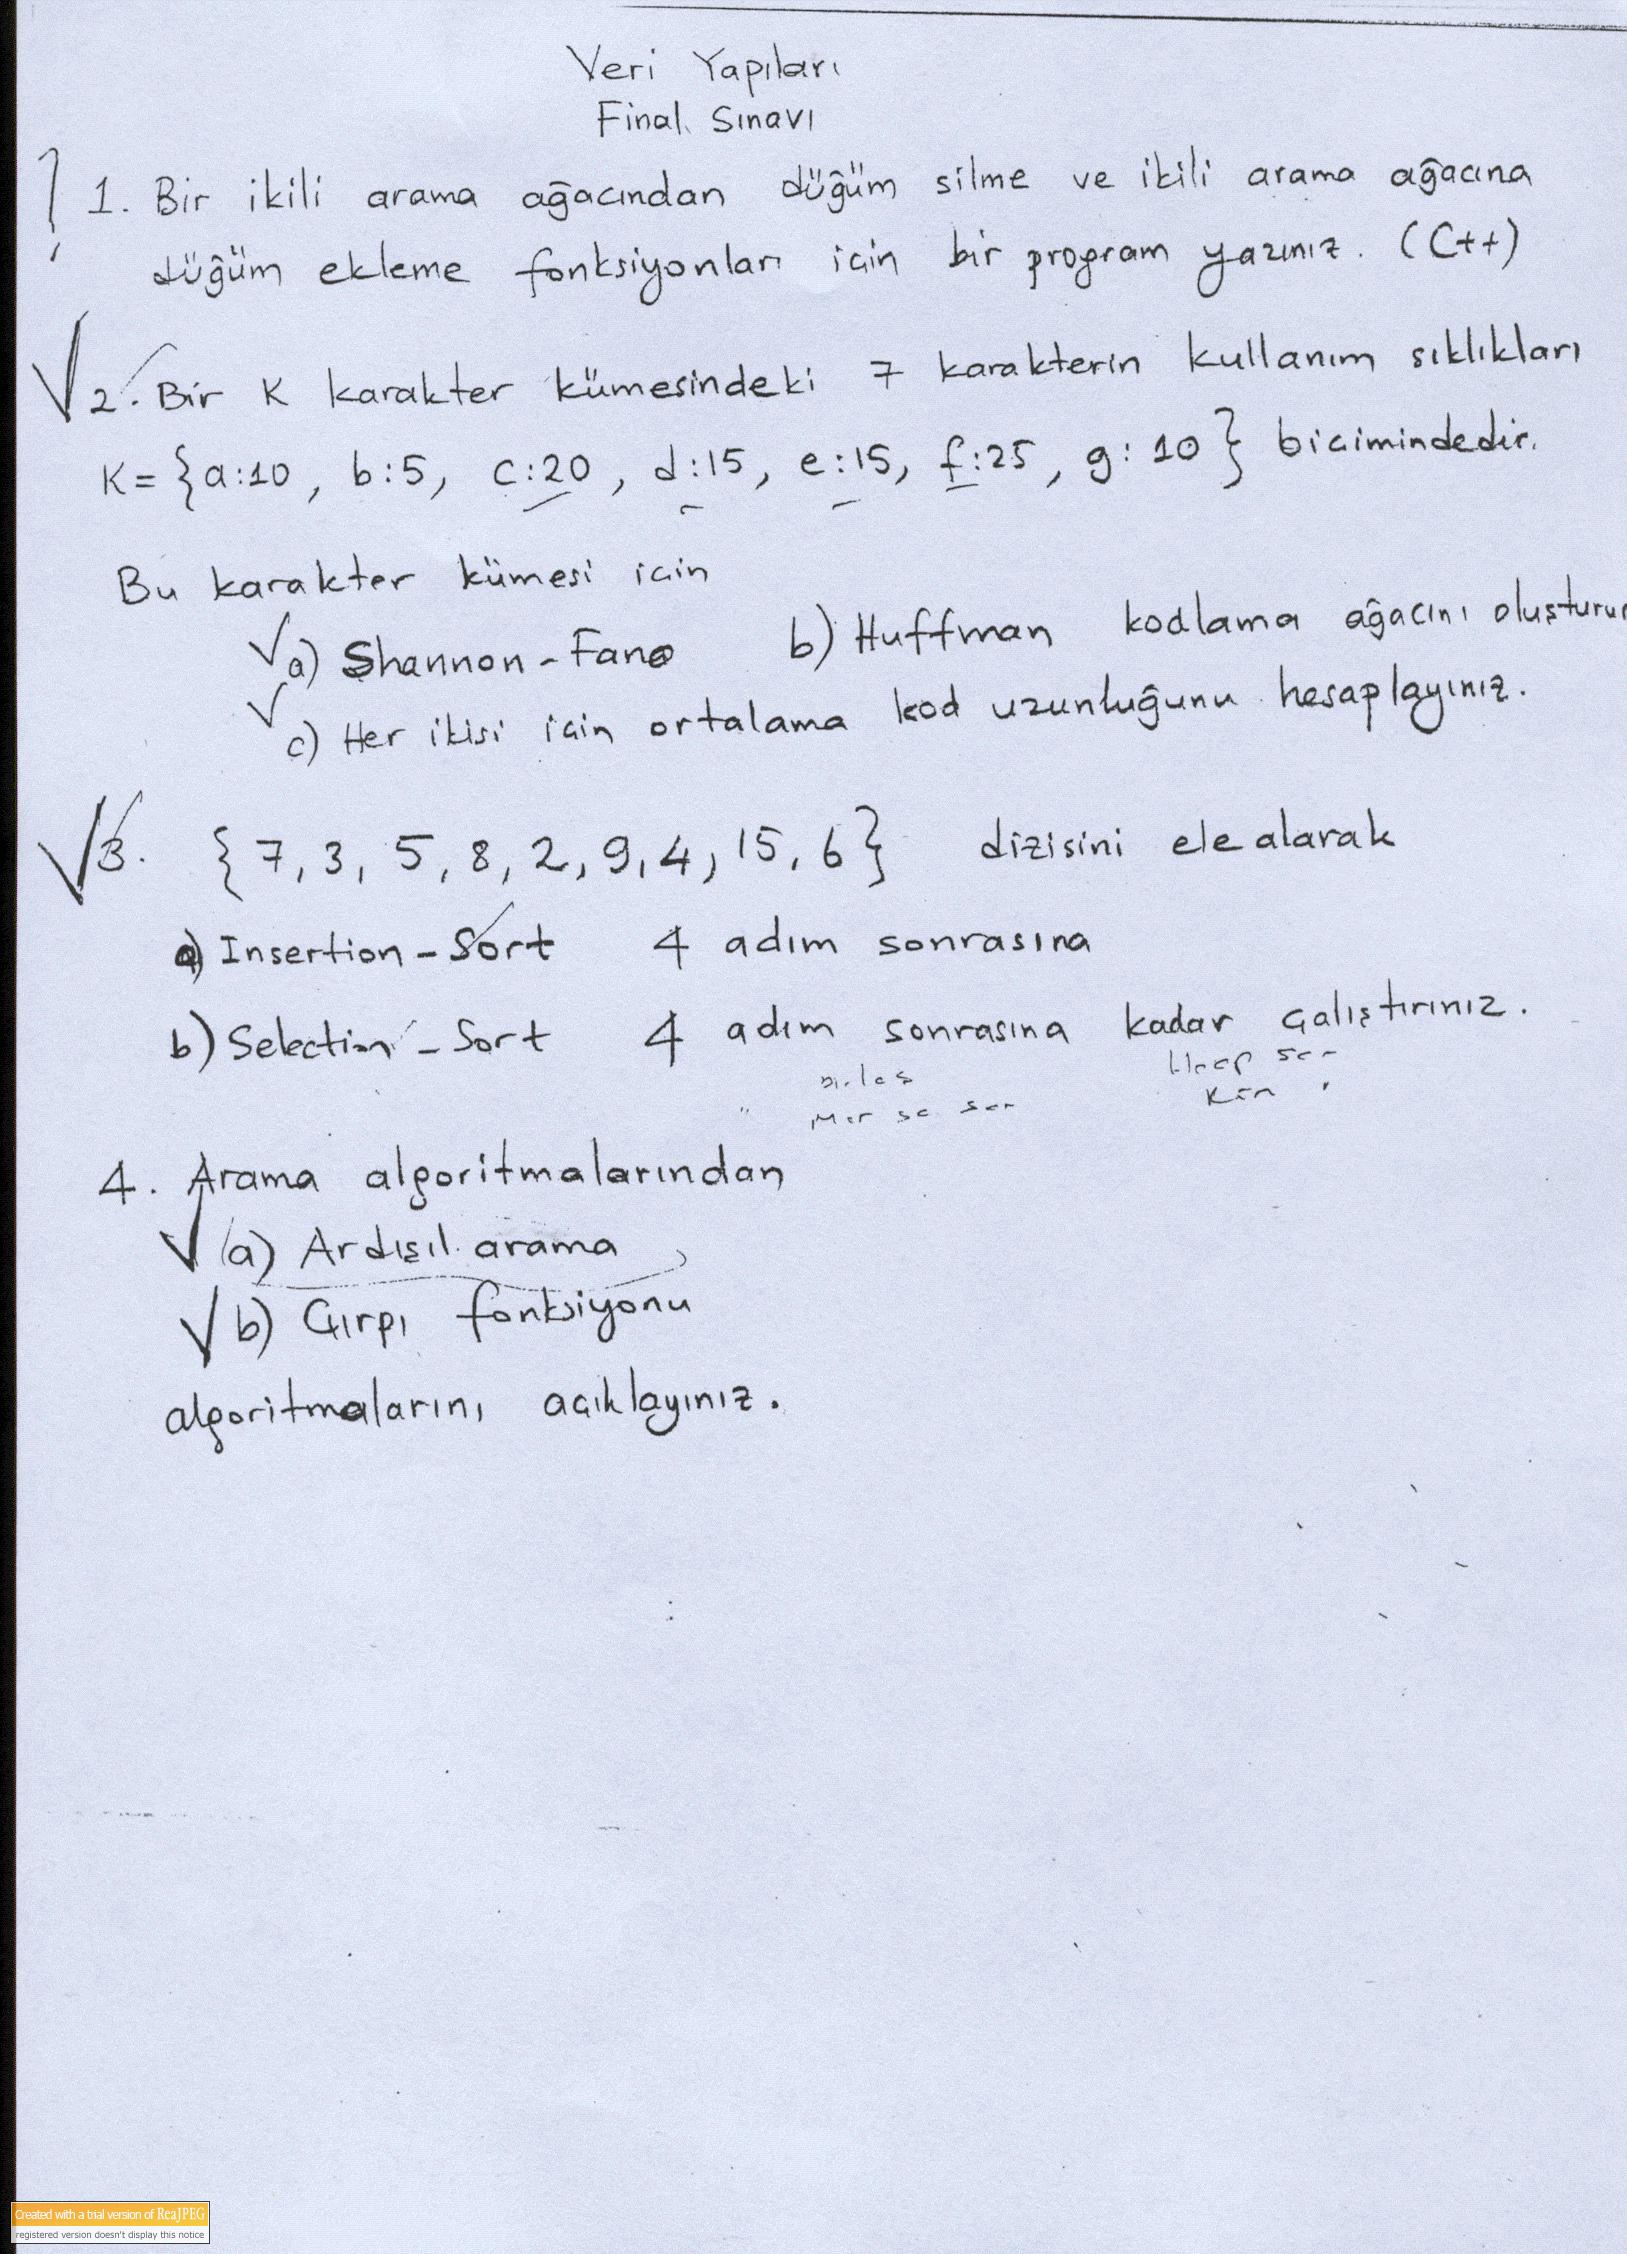 Veri Yapıları
Final Sınavı
1. Bir ikili arama ağacından düğüm silme ve ikili arama ağacına
düğüm ekleme fonksiyonları için bir program yazınız. (C++)
2. Bir K karakter kümesindeki 7 karakterin kullanım sıklıkları
K = {a:10, b:5, c:20, d:15, e:15, f:25, g:10} biçimindedir.
Bu karakter kümesi için
a) Shannon-Fano b) Huffman kodlama ağacını oluşturun
c) Her ikisi için ortalama kod uzunluğunu hesaplayınız.
3. {7, 3, 5, 8, 2, 9, 4, 15, 6} dizisini ele alarak
a) Insertion-Sort 4 adım sonrasına
b) Selection-Sort 4 adım sonrasına kadar çalıştırınız.
4. Arama algoritmalarından
a) Ardışıl arama
b) Çırpı fonksiyonu
algoritmalarını açıklayınız.
Created with a trial version of ReaJPEG
registered version doesn't display this notice